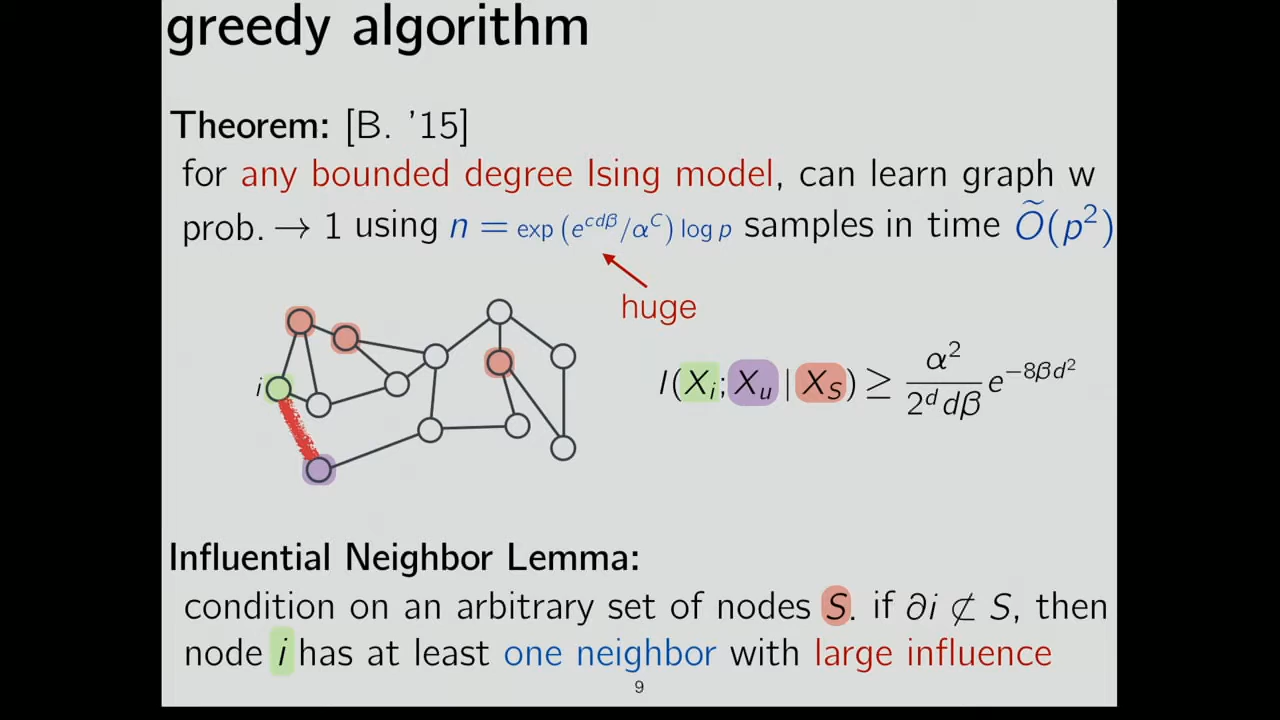 greedy algorithm
Theorem: [B. '15]
for any bounded degree Ising model, can learn graph w
prob. → 1 using n = exp (e^{cdβ}/α^C) log p samples in time Õ(p²)
huge
i
I(X_i; X_u | X_S) ≥ \frac{α²}{2^d dβ} e^{−8βd²}
Influential Neighbor Lemma:
condition on an arbitrary set of nodes S. if ∂i ⊄ S, then
node i has at least one neighbor with large influence
9